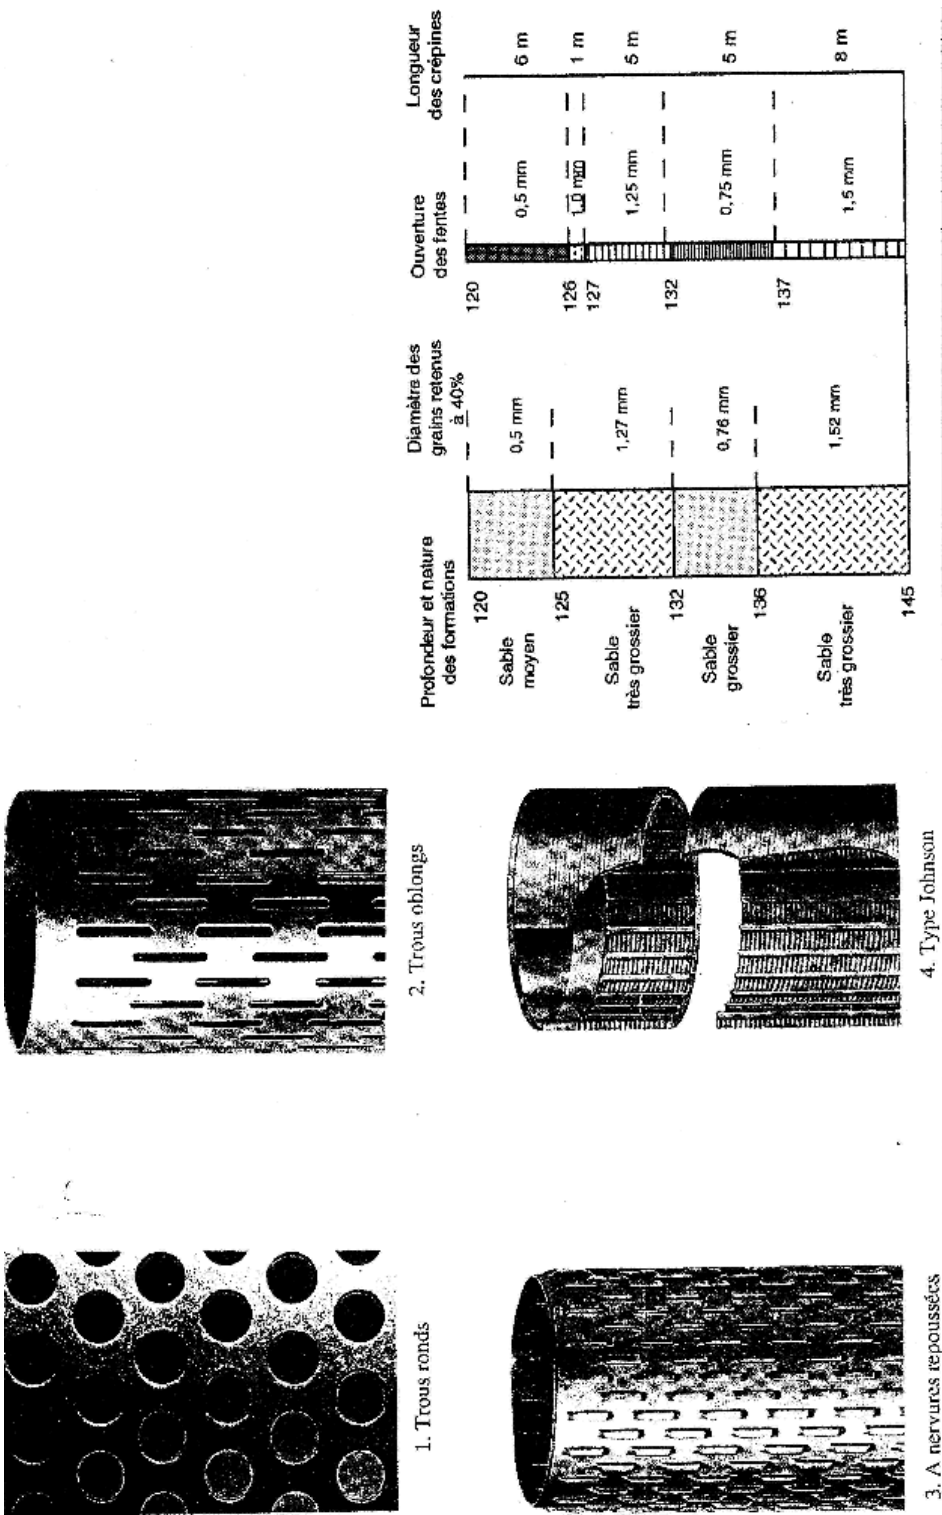 1. Trous ronds
2. Trous oblongs
3. A nervures repoussées
4. Type Johnson
Profondeur et nature
des formations
Diamètre des
grains retenus
à 40%
Ouverture
des fentes
Longueur
des crépines
120
Sable
moyen
125
Sable
très grossier
132
Sable
grossier
136
Sable
très grossier
145
0,5 mm
1,27 mm
0,76 mm
1,52 mm
120
126
127
132
137
0,5 mm
1,0 mm
1,25 mm
0,75 mm
1,5 mm
6 m
1 m
5 m
5 m
8 m